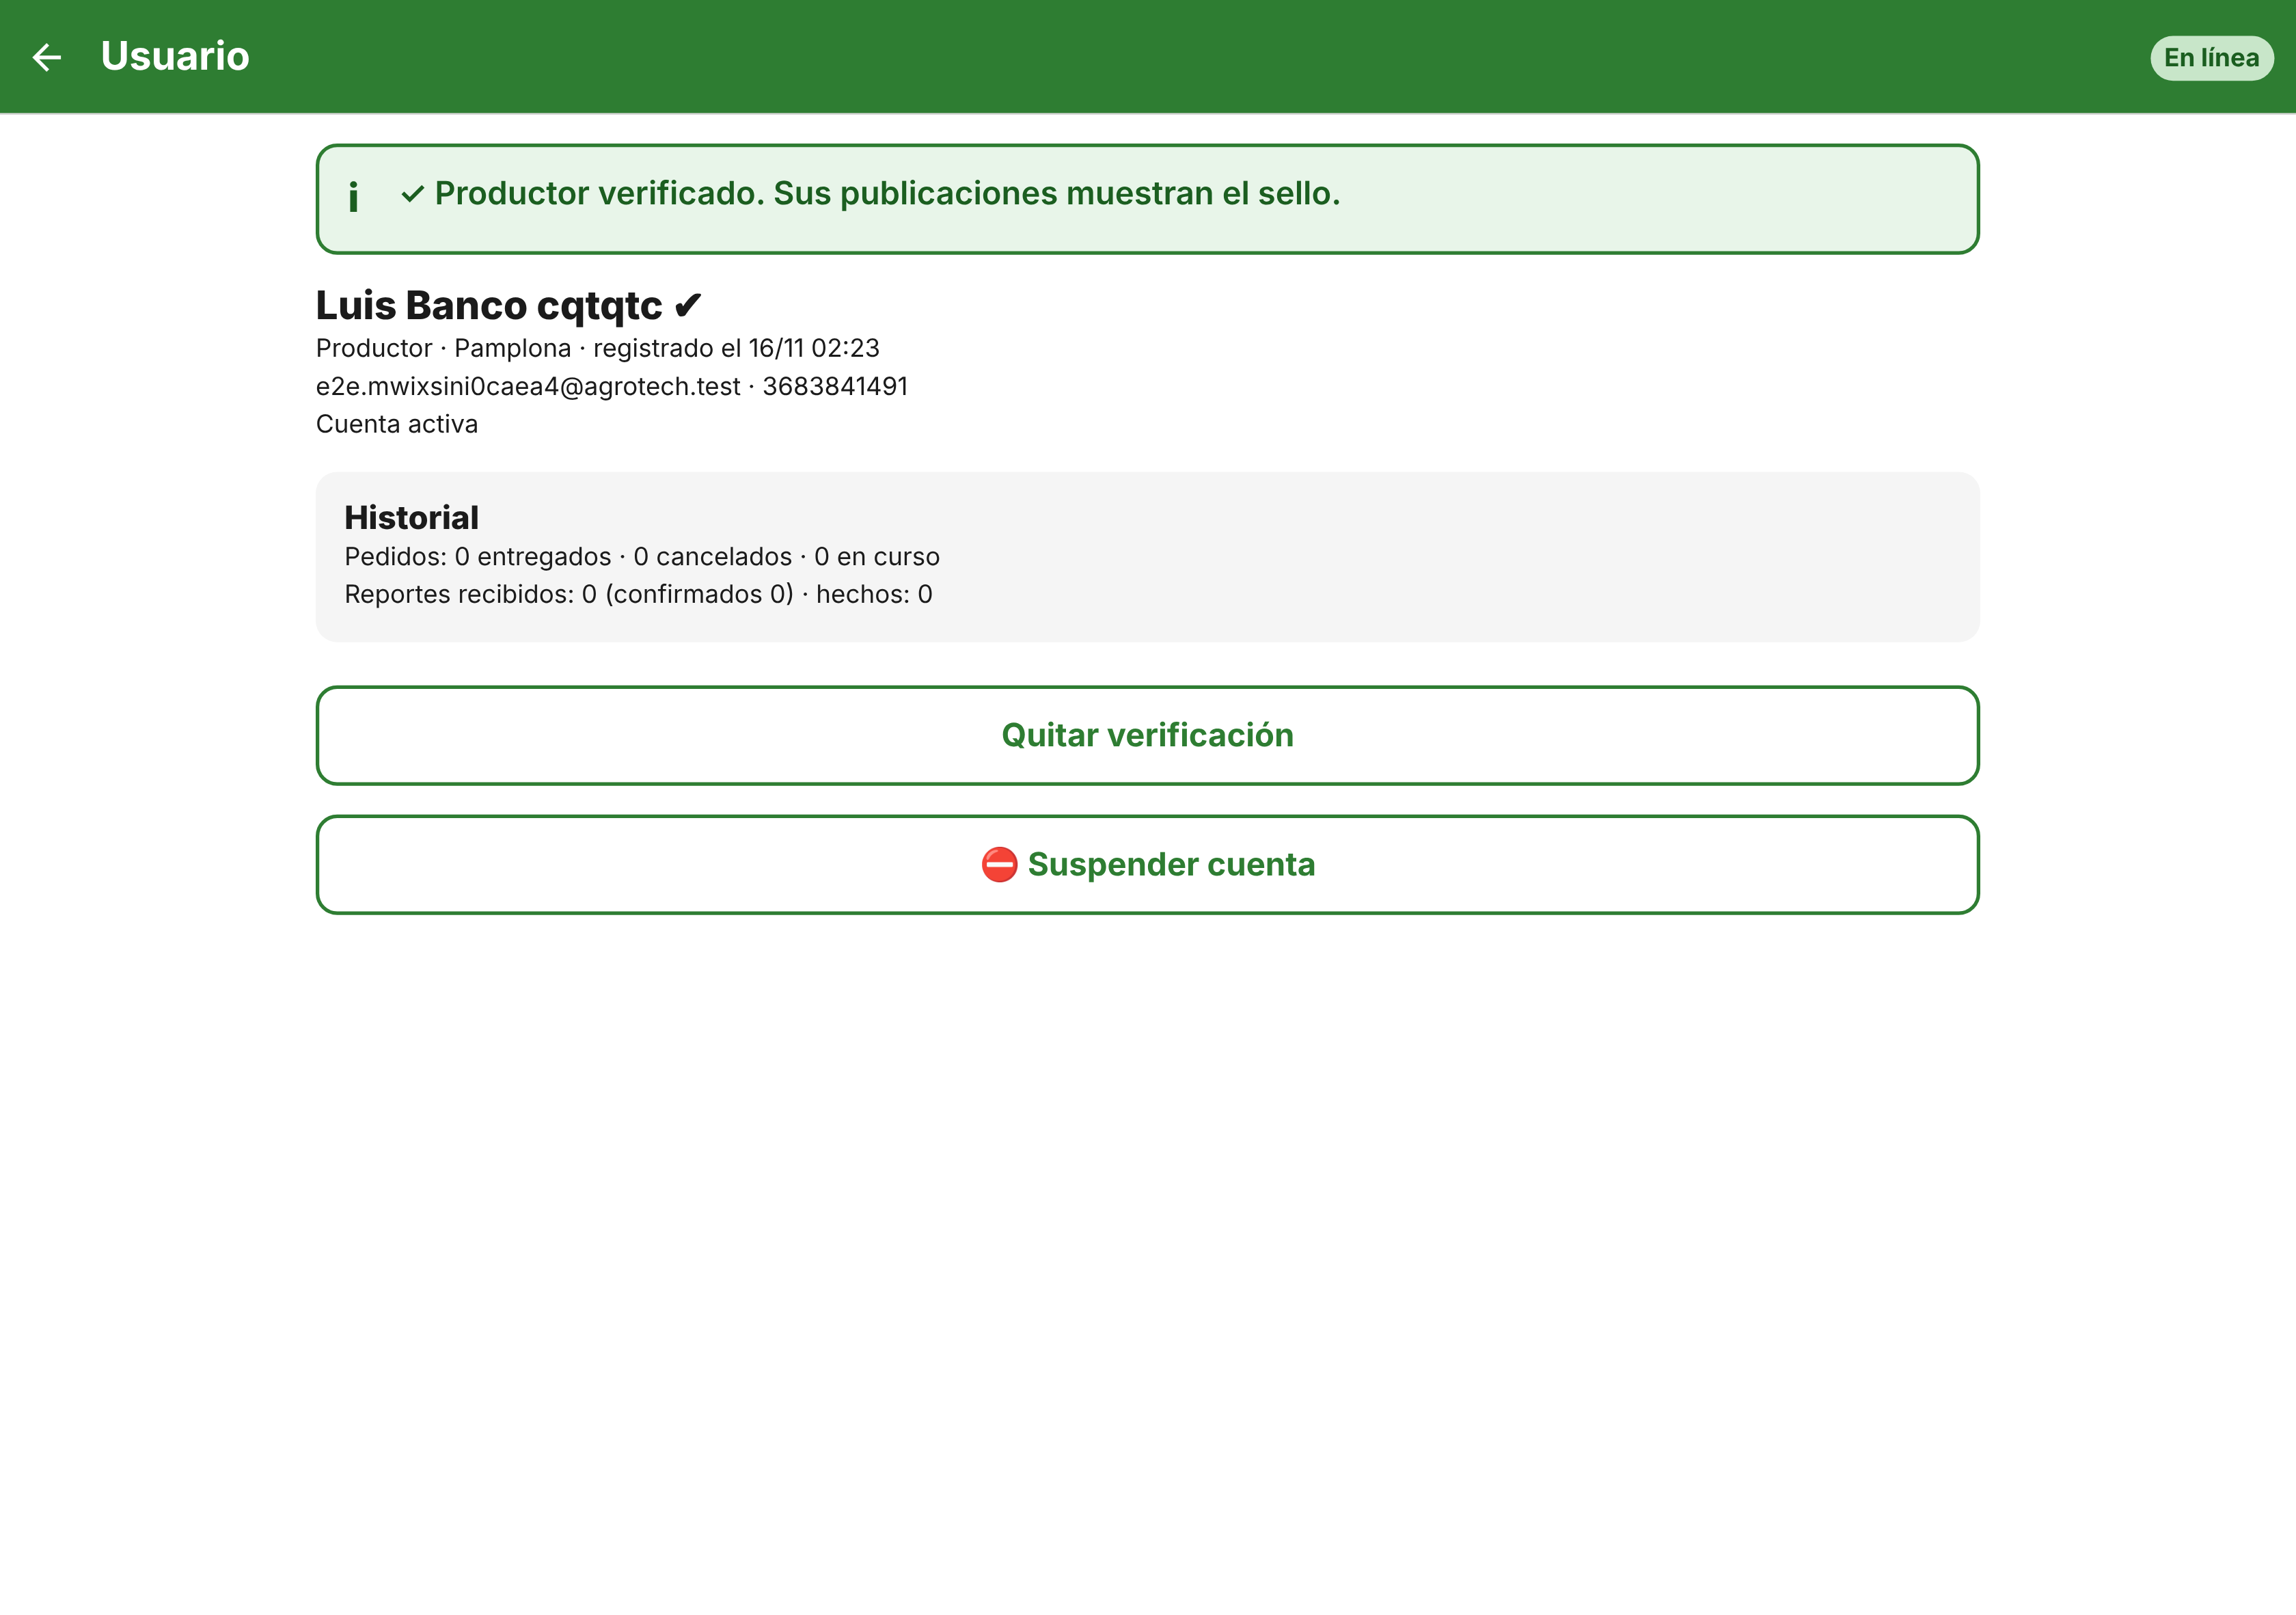 Usuario
En línea
i ✓ Productor verificado. Sus publicaciones muestran el sello.
Luis Banco cqtqtc ✔
Productor · Pamplona · registrado el 16/11 02:23
e2e.mwixsini0caea4@agrotech.test · 3683841491
Cuenta activa
Historial
Pedidos: 0 entregados · 0 cancelados · 0 en curso
Reportes recibidos: 0 (confirmados 0) · hechos: 0
Quitar verificación
⛔ Suspender cuenta